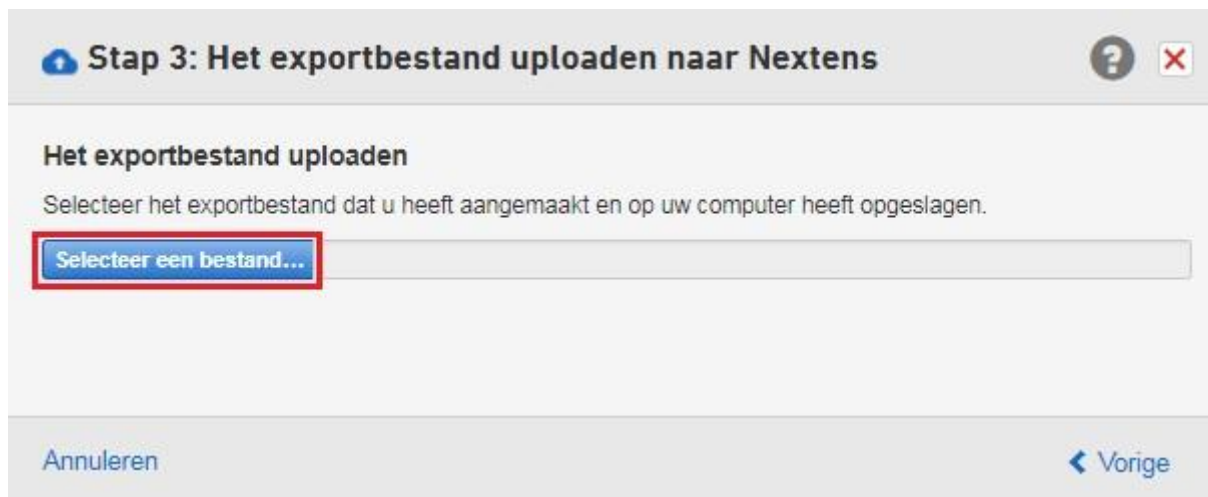 Stap 3: Het exportbestand uploaden naar Nextens
Het exportbestand uploaden
Selecteer het exportbestand dat u heeft aangemaakt en op uw computer heeft opgeslagen.
Selecteer een bestand...
Annuleren
Vorige